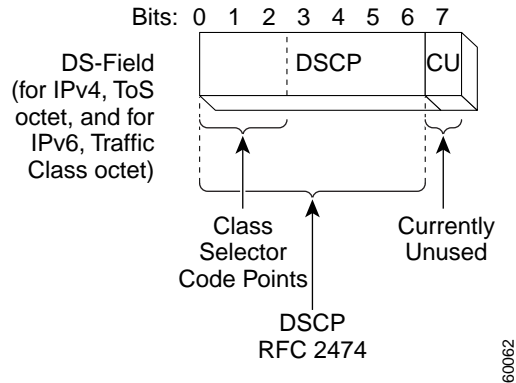 Bits: 0 1 2 3 4 5 6 7
DS-Field
(for IPv4, ToS
octet, and for
IPv6, Traffic
Class octet)
DSCP CU
Class
Selector
Code Points
Currently
Unused
DSCP
RFC 2474
60062